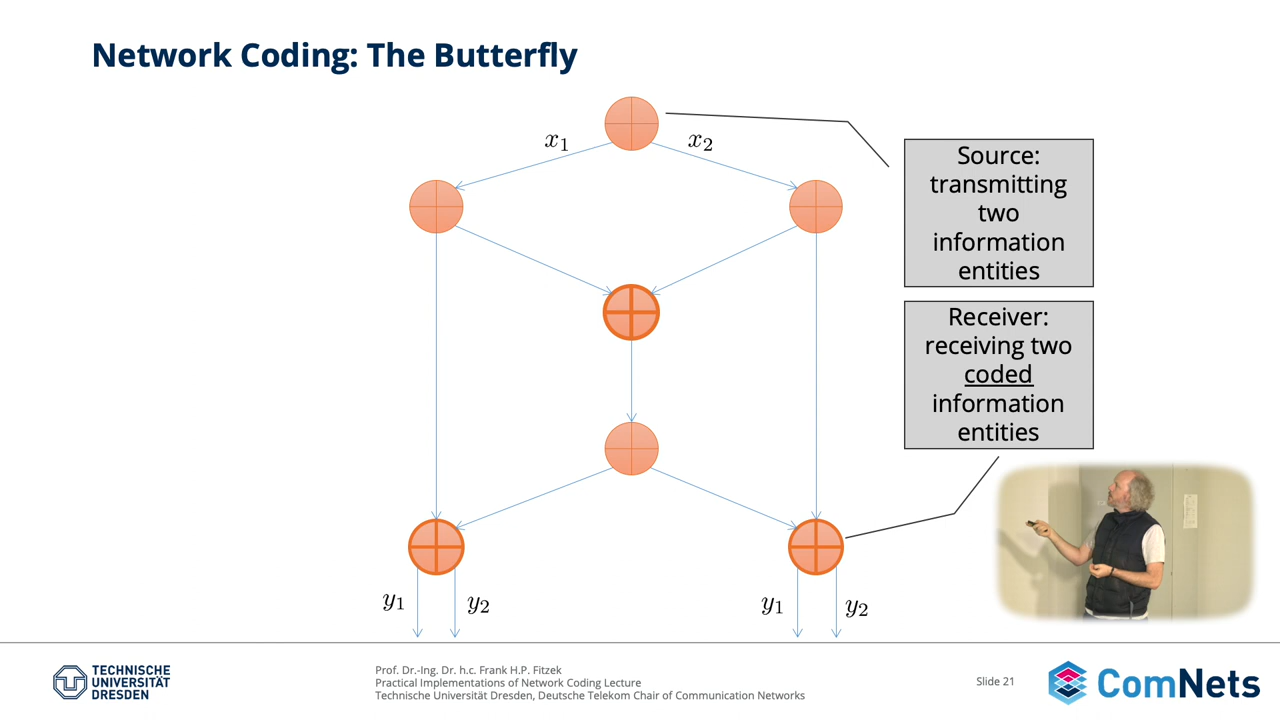 Network Coding: The Butterfly
x₁
x₂
Source:
transmitting
two
information
entities
Receiver:
receiving two
coded
information
entities
y₁
y₂
y₁
y₂
TECHNISCHE
UNIVERSITÄT
DRESDEN
Prof. Dr.-Ing. Dr. h.c. Frank H.P. Fitzek
Practical Implementations of Network Coding Lecture
Technische Universität Dresden, Deutsche Telekom Chair of Communication Networks
Slide 21
ComNets